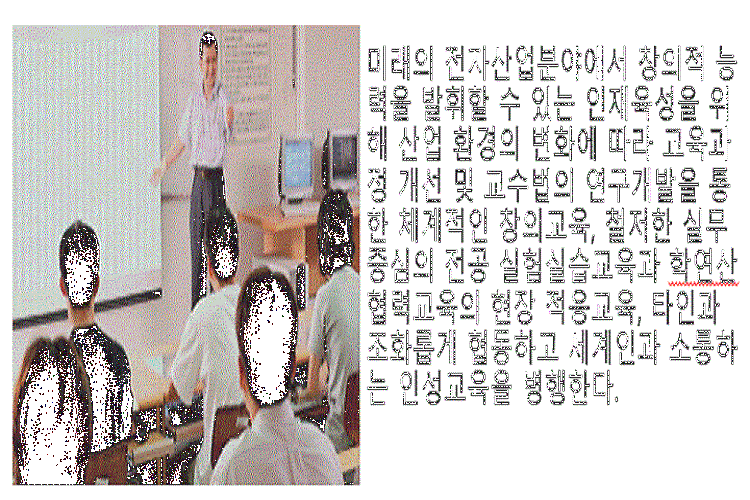 미래의 전자산업분야에서 창의적 능
력을 발휘할 수 있는 인재육성을 위
해 산업 환경의 변화에 따라 교육과
정 개선 및 교수법의 연구개발을 통
한 체계적인 창의교육, 철저한 실무
중심의 전공 실험실습교육과 학연산
협력교육의 현장 적응교육, 타인과
조화롭게 협동하고 세계인과 소통하
는 인성교육을 병행한다.